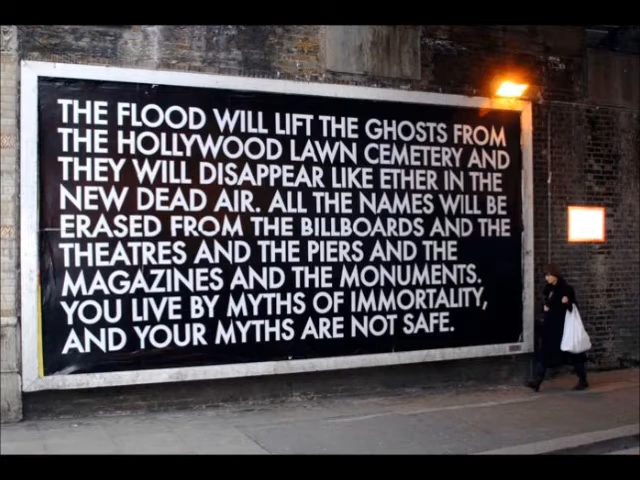 THE FLOOD WILL LIFT THE GHOSTS FROM
THE HOLLYWOOD LAWN CEMETERY AND
THEY WILL DISAPPEAR LIKE ETHER IN THE
NEW DEAD AIR. ALL THE NAMES WILL BE
ERASED FROM THE BILLBOARDS AND THE
THEATRES AND THE PIERS AND THE
MAGAZINES AND THE MONUMENTS.
YOU LIVE BY MYTHS OF IMMORTALITY,
AND YOUR MYTHS ARE NOT SAFE.